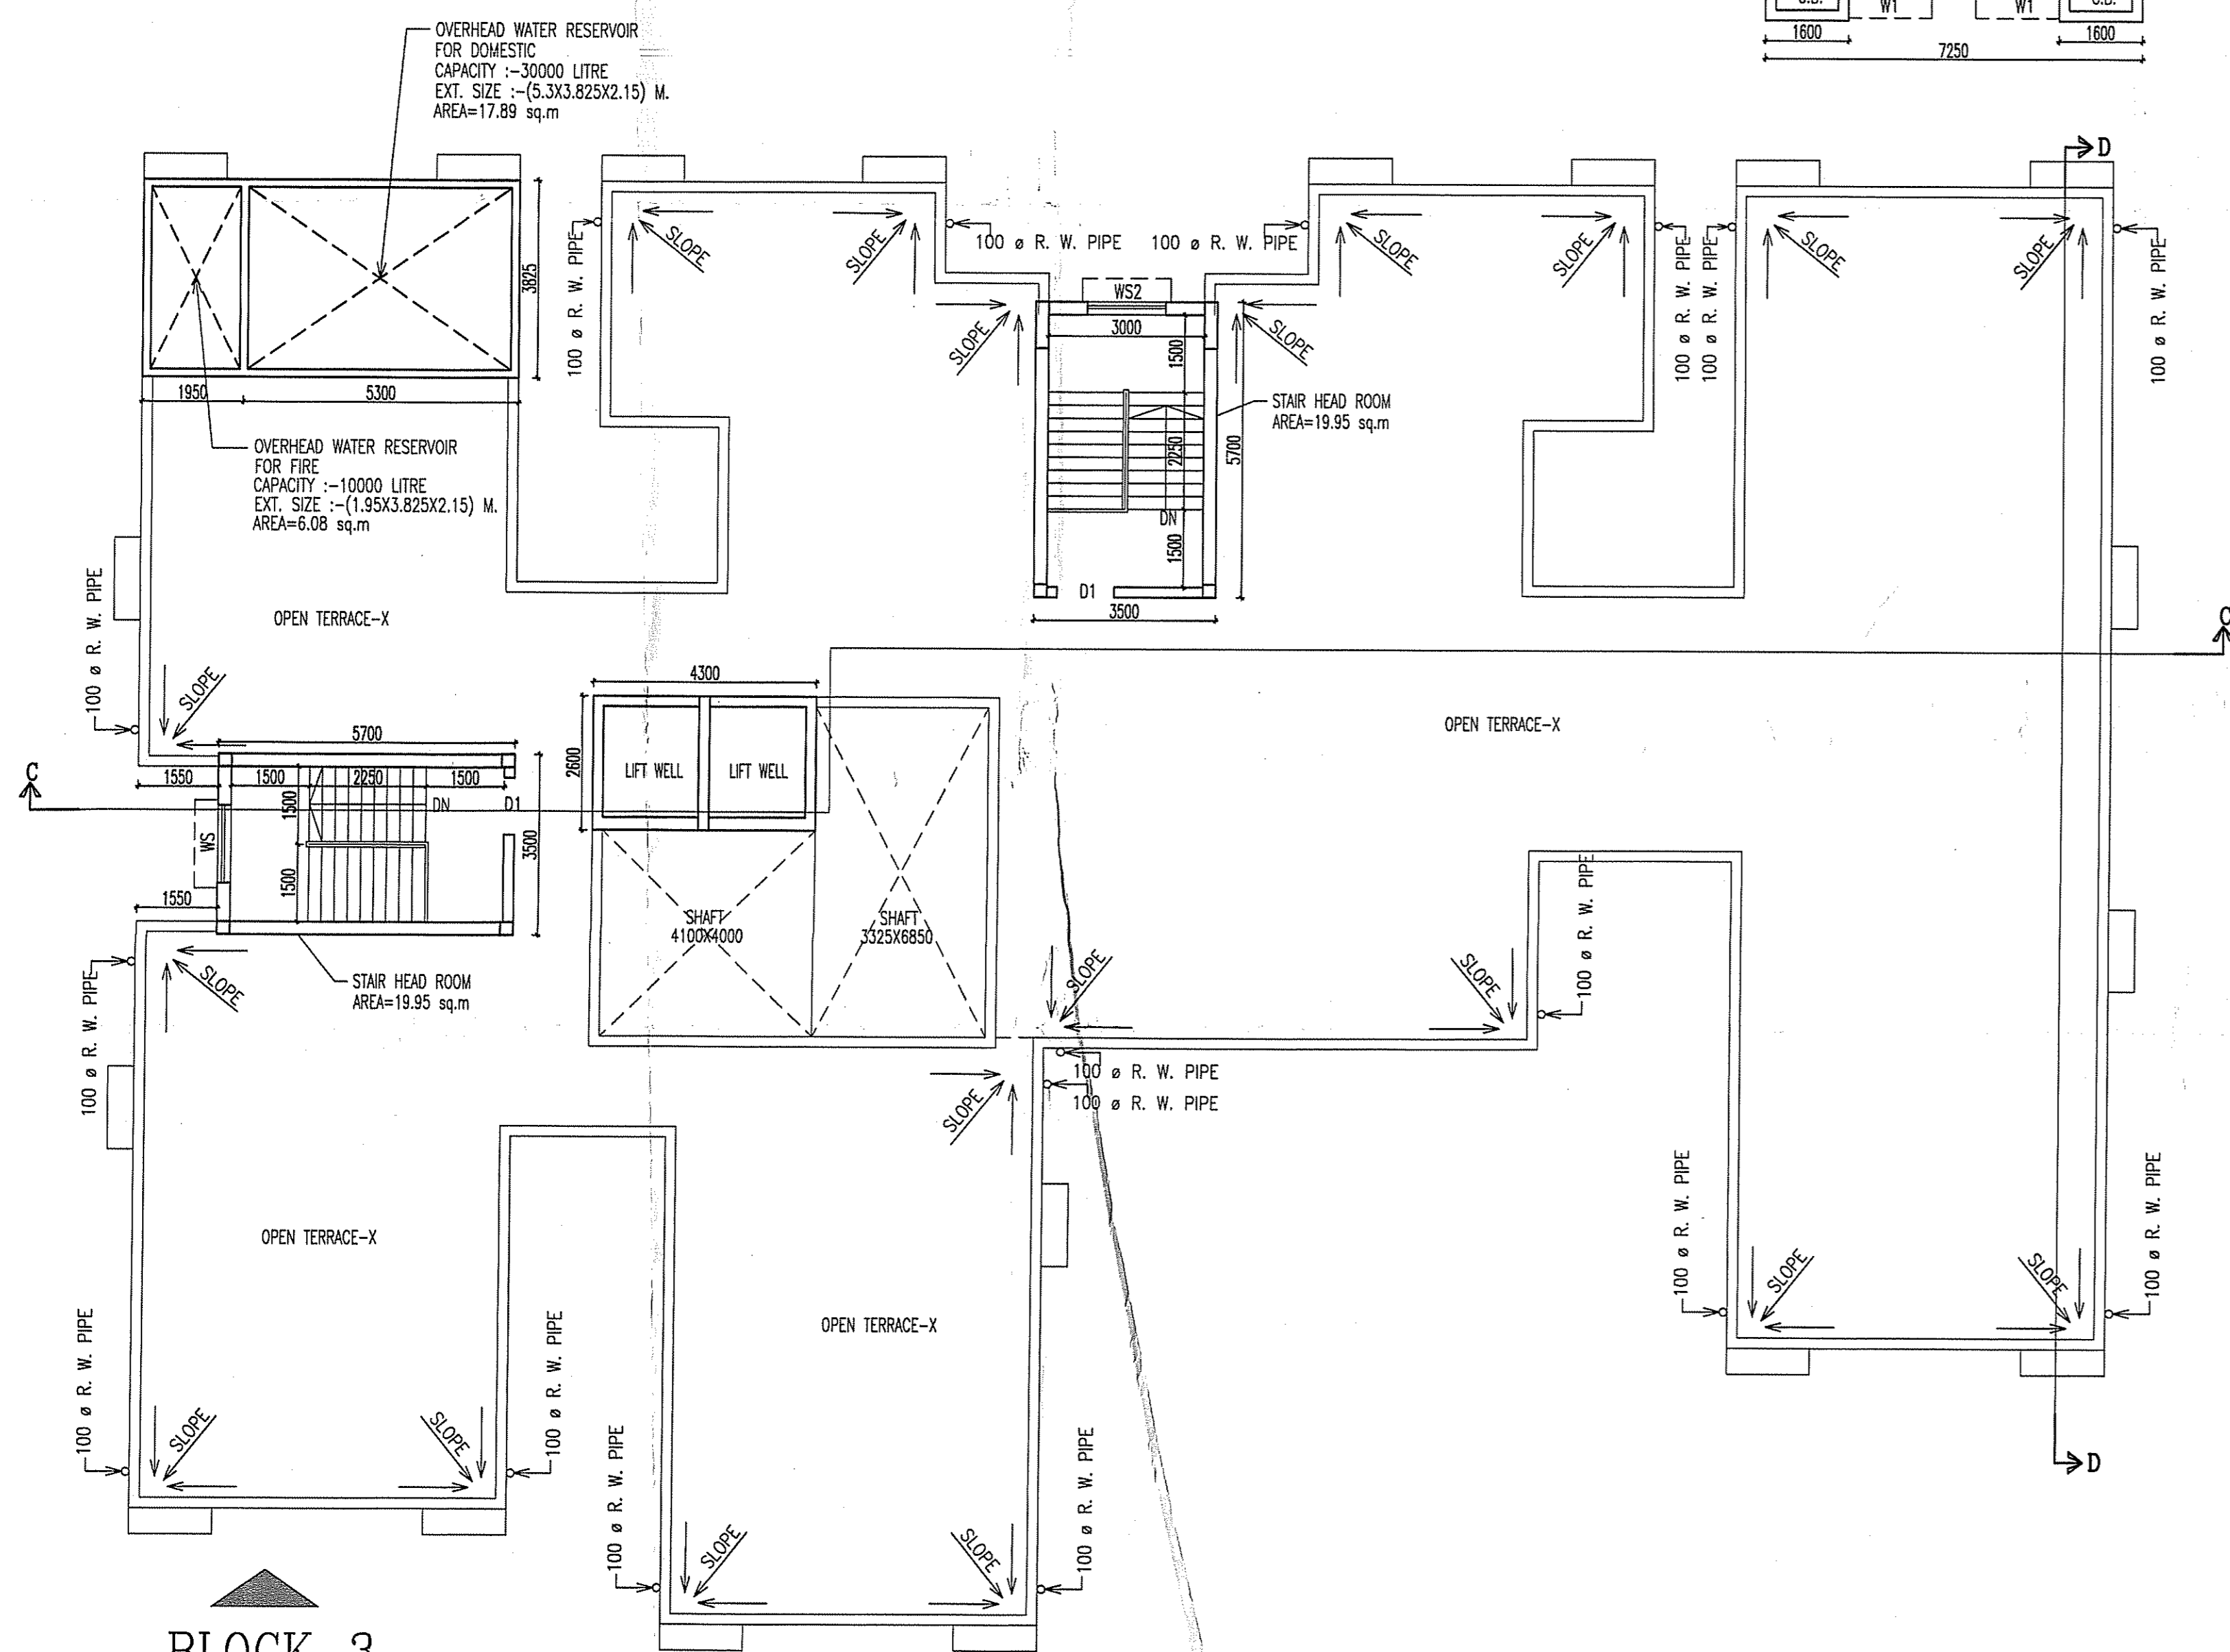 OVERHEAD WATER RESERVOIR
FOR DOMESTIC
CAPACITY :-30000 LITRE
EXT. SIZE :-(5.3X3.825X2.15) M.
AREA=17.89 sq.m
W1
W1
1600
1600
7250
D
100 ø R. W. PIPE
SLOPE
SLOPE
100 ø R. W. PIPE
100 ø R. W. PIPE
SLOPE
SLOPE
100 ø R. W. PIPE
100 ø R. W. PIPE
SLOPE
SLOPE
100 ø R. W. PIPE
3825
1950
5300
WS2
3000
1500
2250
5700
1500
DN
D1
3500
SLOPE
SLOPE
STAIR HEAD ROOM
AREA=19.95 sq.m
OVERHEAD WATER RESERVOIR
FOR FIRE
CAPACITY :-10000 LITRE
EXT. SIZE :-(1.95X3.825X2.15) M.
AREA=6.08 sq.m
100 ø R. W. PIPE
OPEN TERRACE-X
C
SLOPE
4300
2600
LIFT WELL
LIFT WELL
OPEN TERRACE-X
5700
C
1550
1500
2250
1500
1500
DN
D1
3500
WS
1500
1550
SHAFT
4100X4000
SHAFT
3325X6850
100 ø R. W. PIPE
SLOPE
STAIR HEAD ROOM
AREA=19.95 sq.m
SLOPE
SLOPE
100 ø R. W. PIPE
100 ø R. W. PIPE
100 ø R. W. PIPE
SLOPE
OPEN TERRACE-X
OPEN TERRACE-X
100 ø R. W. PIPE
SLOPE
SLOPE
100 ø R. W. PIPE
100 ø R. W. PIPE
SLOPE
SLOPE
100 ø R. W. PIPE
D
100 ø R. W. PIPE
SLOPE
SLOPE
100 ø R. W. PIPE
BLOCK 3